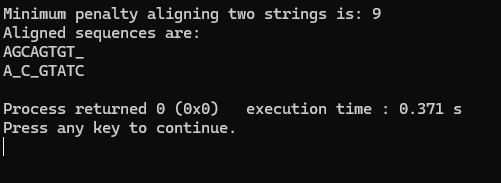 Minimum penalty aligning two strings is: 9
Aligned sequences are:
AGCAGTGT_
A_C_GTATC
Process returned 0 (0x0)   execution time : 0.371 s
Press any key to continue.